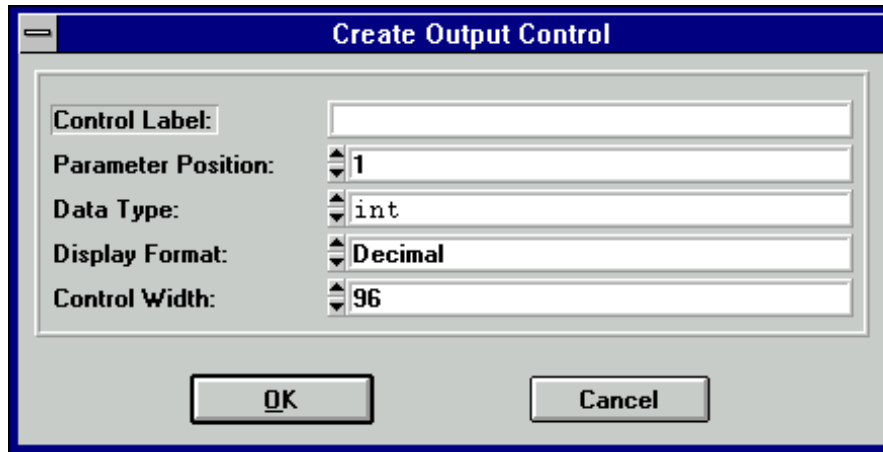 Create Output Control
Control Label:
Parameter Position: 1
Data Type: int
Display Format: Decimal
Control Width: 96
OK Cancel